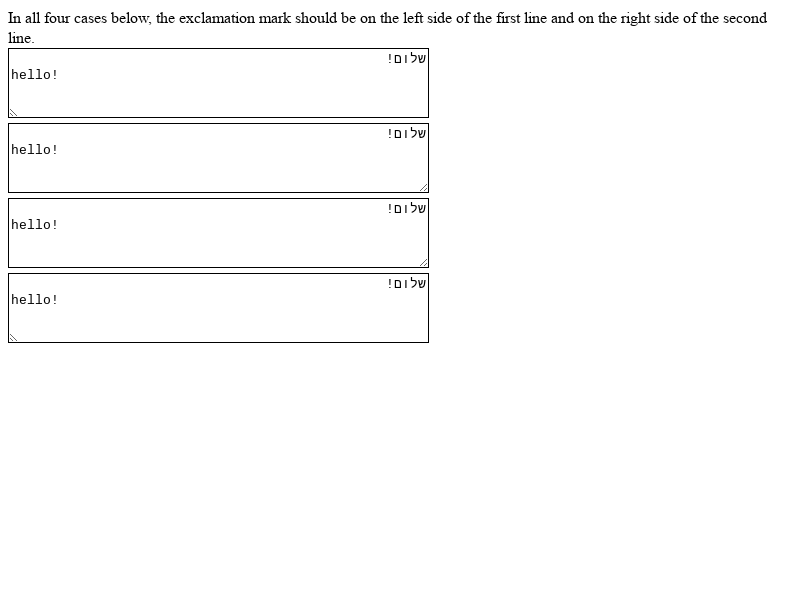 In all four cases below, the exclamation mark should be on the left side of the first line and on the right side of the second
line.
שלום!
hello!
שלום!
hello!
שלום!
hello!
שלום!
hello!